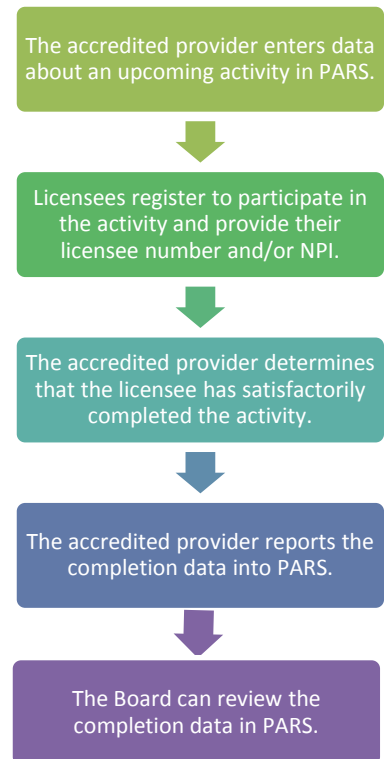 The accredited provider enters data
about an upcoming activity in PARS.
Licensees register to participate in
the activity and provide their
licensee number and/or NPI.
The accredited provider determines
that the licensee has satisfactorily
completed the activity.
The accredited provider reports the
completion data into PARS.
The Board can review the
completion data in PARS.